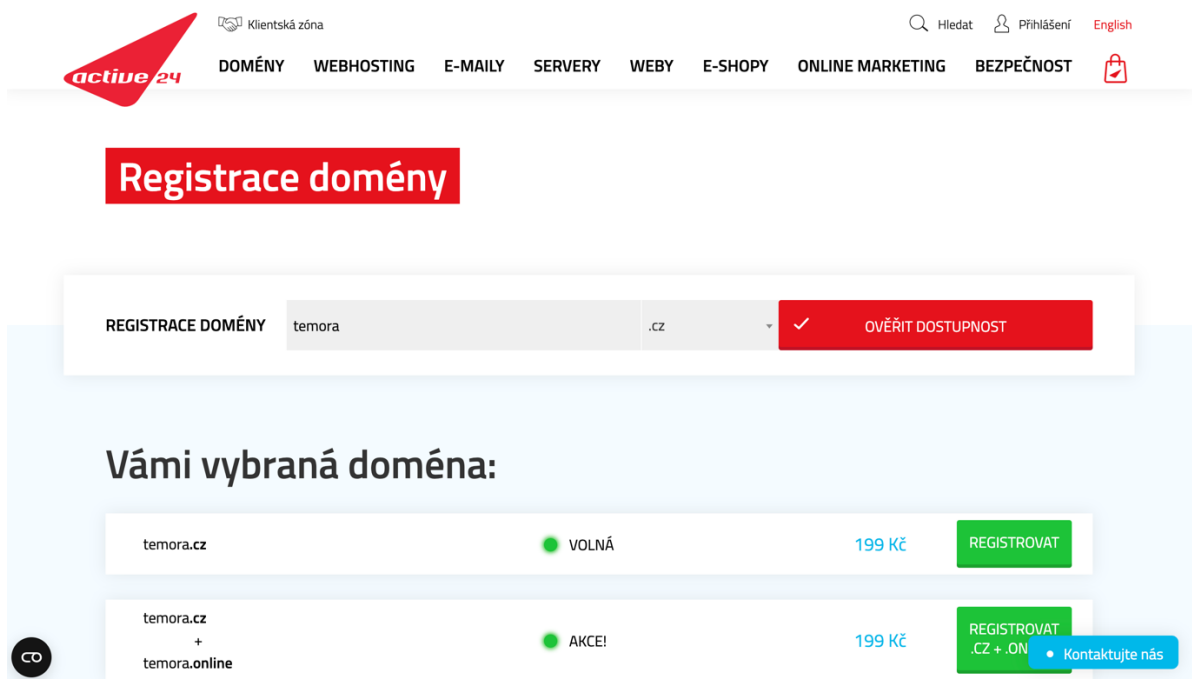 Klientská zóna
Hledat
Přihlášení
English
active 24
DOMÉNY WEBHOSTING E-MAILY SERVERY WEBY E-SHOPY ONLINE MARKETING BEZPEČNOST
Registrace domény
REGISTRACE DOMÉNY temora .cz OVĚŘIT DOSTUPNOST
Vámi vybraná doména:
temora.cz VOLNÁ 199 Kč REGISTROVAT
temora.cz
+
temora.online
AKCE! 199 Kč
REGISTROVAT
.CZ +
Kontaktujte nás